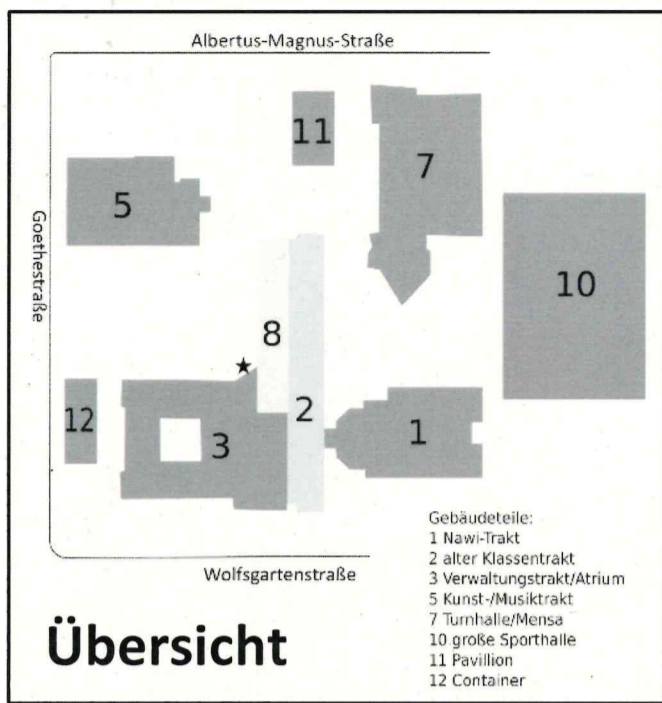 Albertus-Magnus-Straße
11
7
5
Goethestraße
10
8
★
12
3
2
1
Wolfsgartenstraße
Gebäudeteile:
1 Nawi-Trakt
2 alter Klassentrakt
3 Verwaltungstrakt/Atrium
5 Kunst-/Musiktrakt
7 Turnhalle/Mensa
10 große Sporthalle
11 Pavillion
12 Container
Übersicht